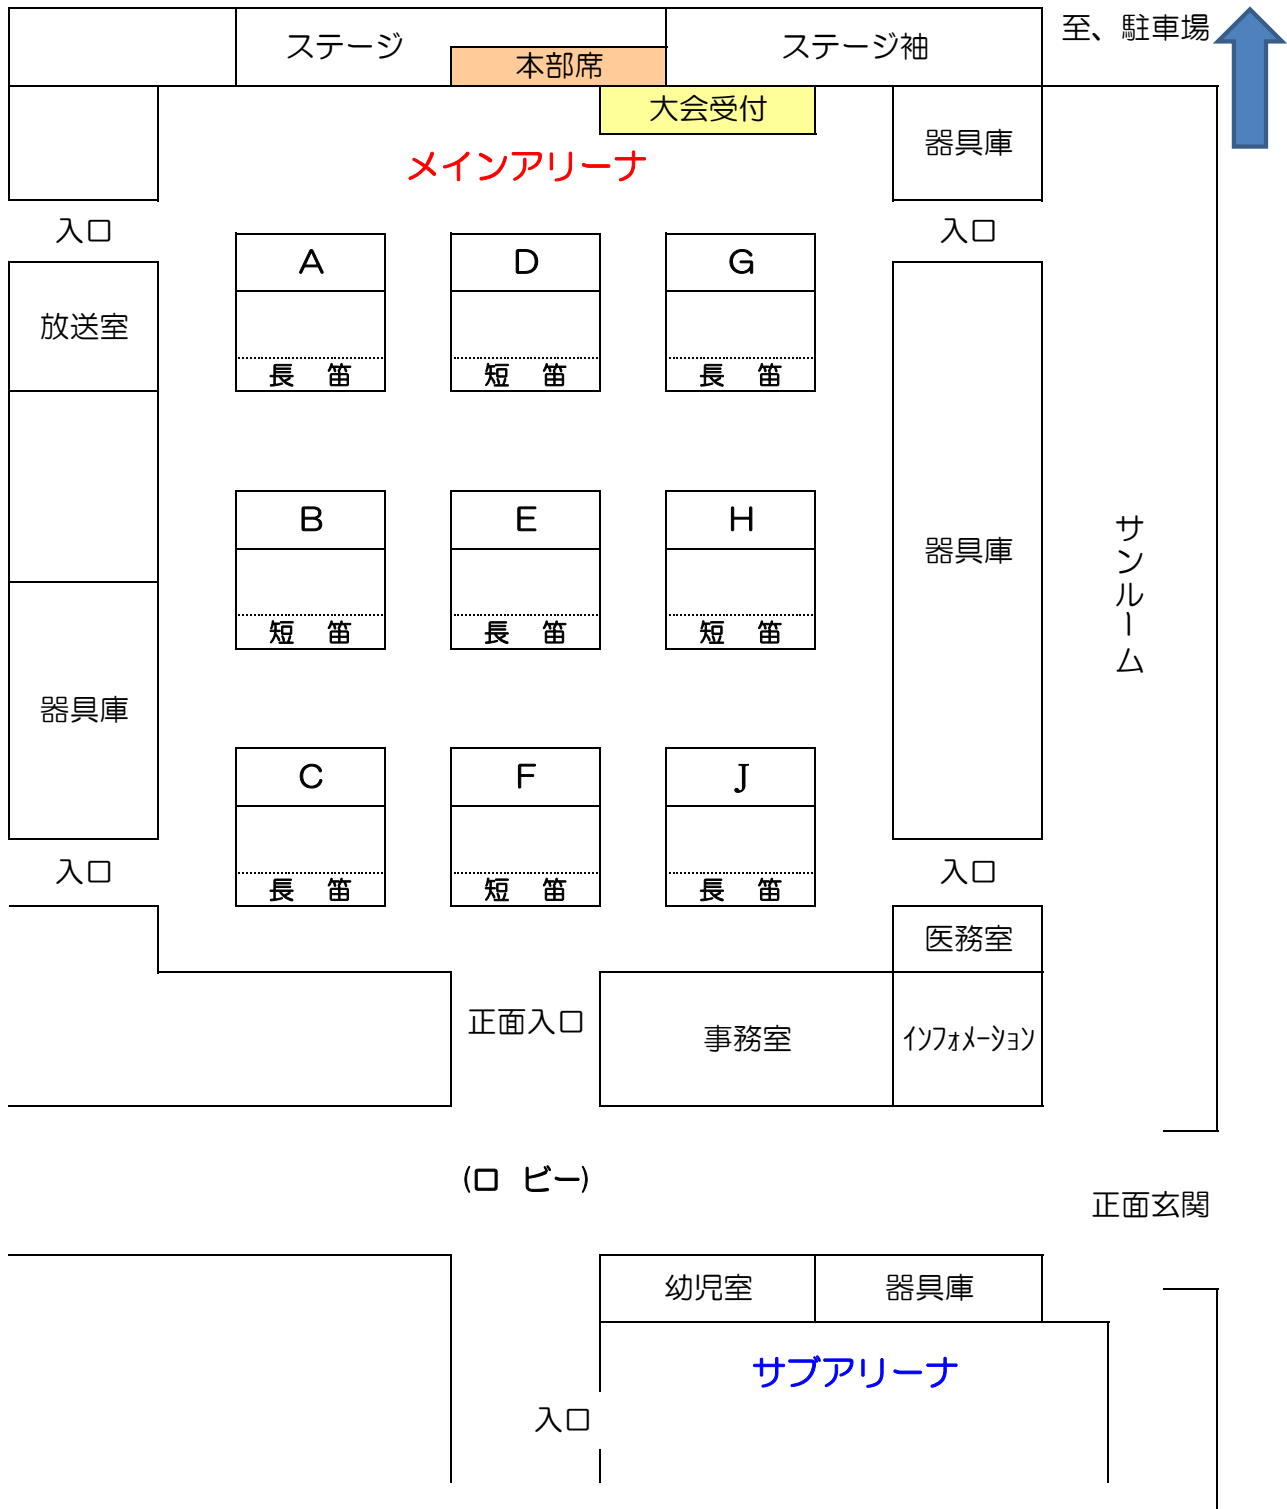 至、駐車場
ステージ
ステージ袖
本部席
大会受付
器具庫
メインアリーナ
入口
入口
A
D
G
放送室
長 笛
短 笛
長 笛
B
E
H
器具庫
サンルーム
短 笛
長 笛
短 笛
器具庫
C
F
J
入口
入口
長 笛
短 笛
長 笛
医務室
正面入口
事務室
ｲﾝﾌｫﾒｰｼｮﾝ
(ロ ビー)
正面玄関
幼児室
器具庫
サブアリーナ
入口